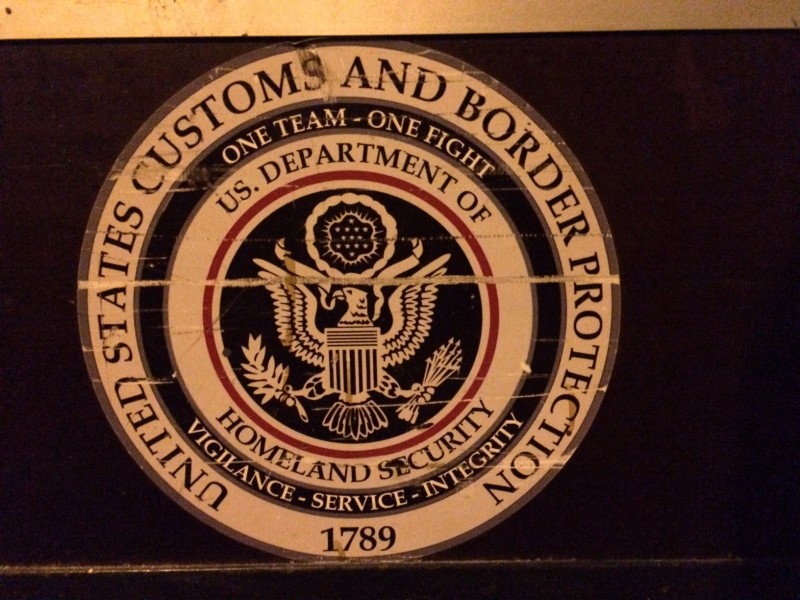 UNITED STATES CUSTOMS AND BORDER PROTECTION
ONE TEAM - ONE FIGHT
U.S. DEPARTMENT OF
HOMELAND SECURITY
VIGILANCE - SERVICE - INTEGRITY
1789